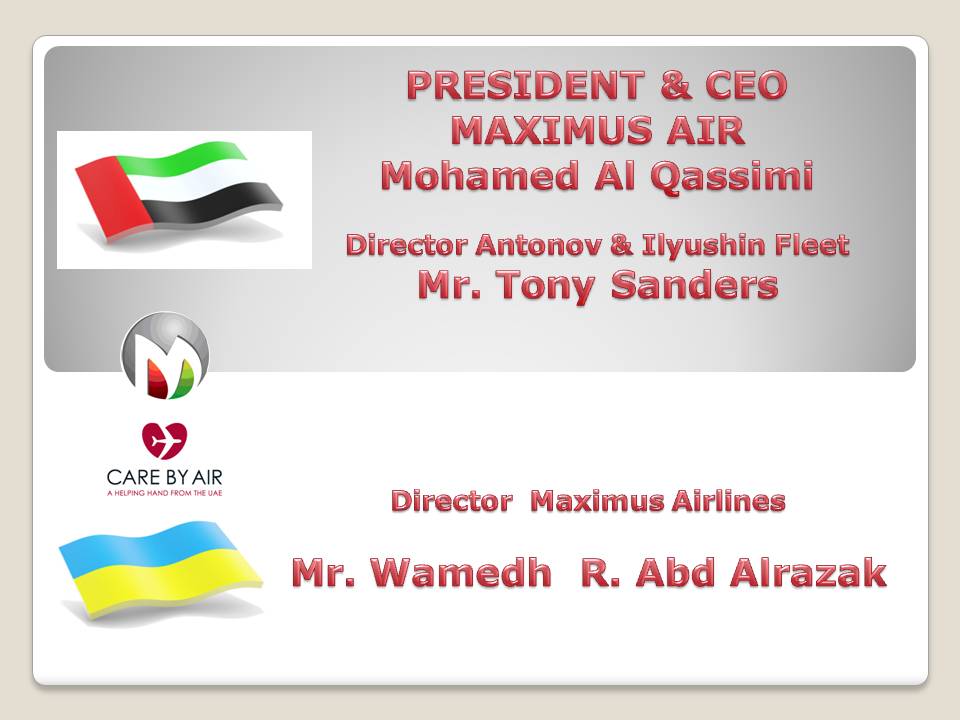 PRESIDENT & CEO
MAXIMUS AIR
Mohamed Al Qassimi
Director Antonov & Ilyushin Fleet
Mr. Tony Sanders
M
CARE BY AIR
A HELPING HAND FROM THE UAE
Director Maximus Airlines
Mr. Wamedh R. Abd Alrazak